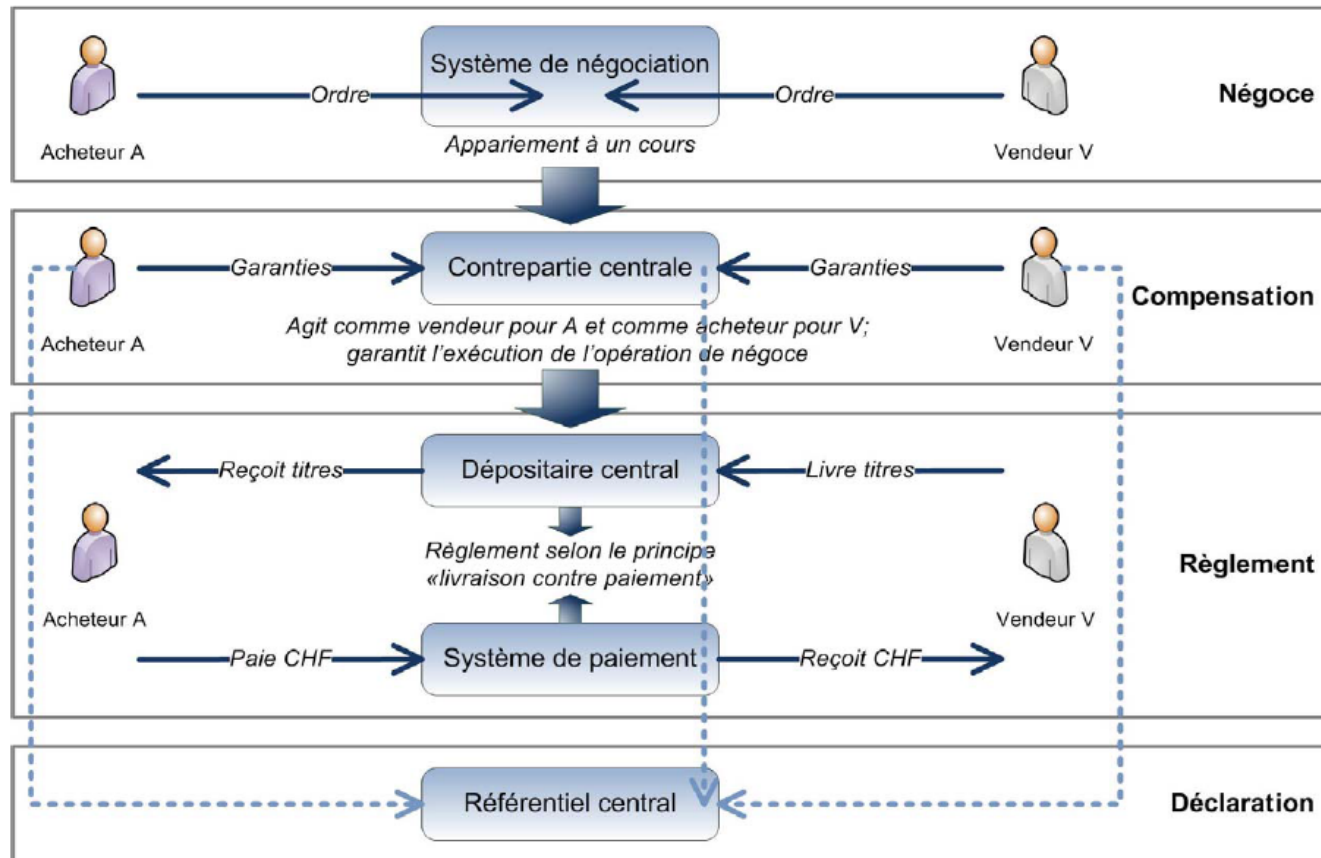 Système de négociation
Ordre
Ordre
Négoce
Acheteur A
Appariement à un cours
Vendeur V
Garanties
Contrepartie centrale
Garanties
Compensation
Agit comme vendeur pour A et comme acheteur pour V;
garantit l'exécution de l'opération de négoce
Acheteur A
Vendeur V
Reçoit titres
Dépositaire central
Livre titres
Règlement selon le principe
«livraison contre paiement»
Règlement
Acheteur A
Vendeur V
Paie CHF
Système de paiement
Reçoit CHF
Référentiel central
Déclaration